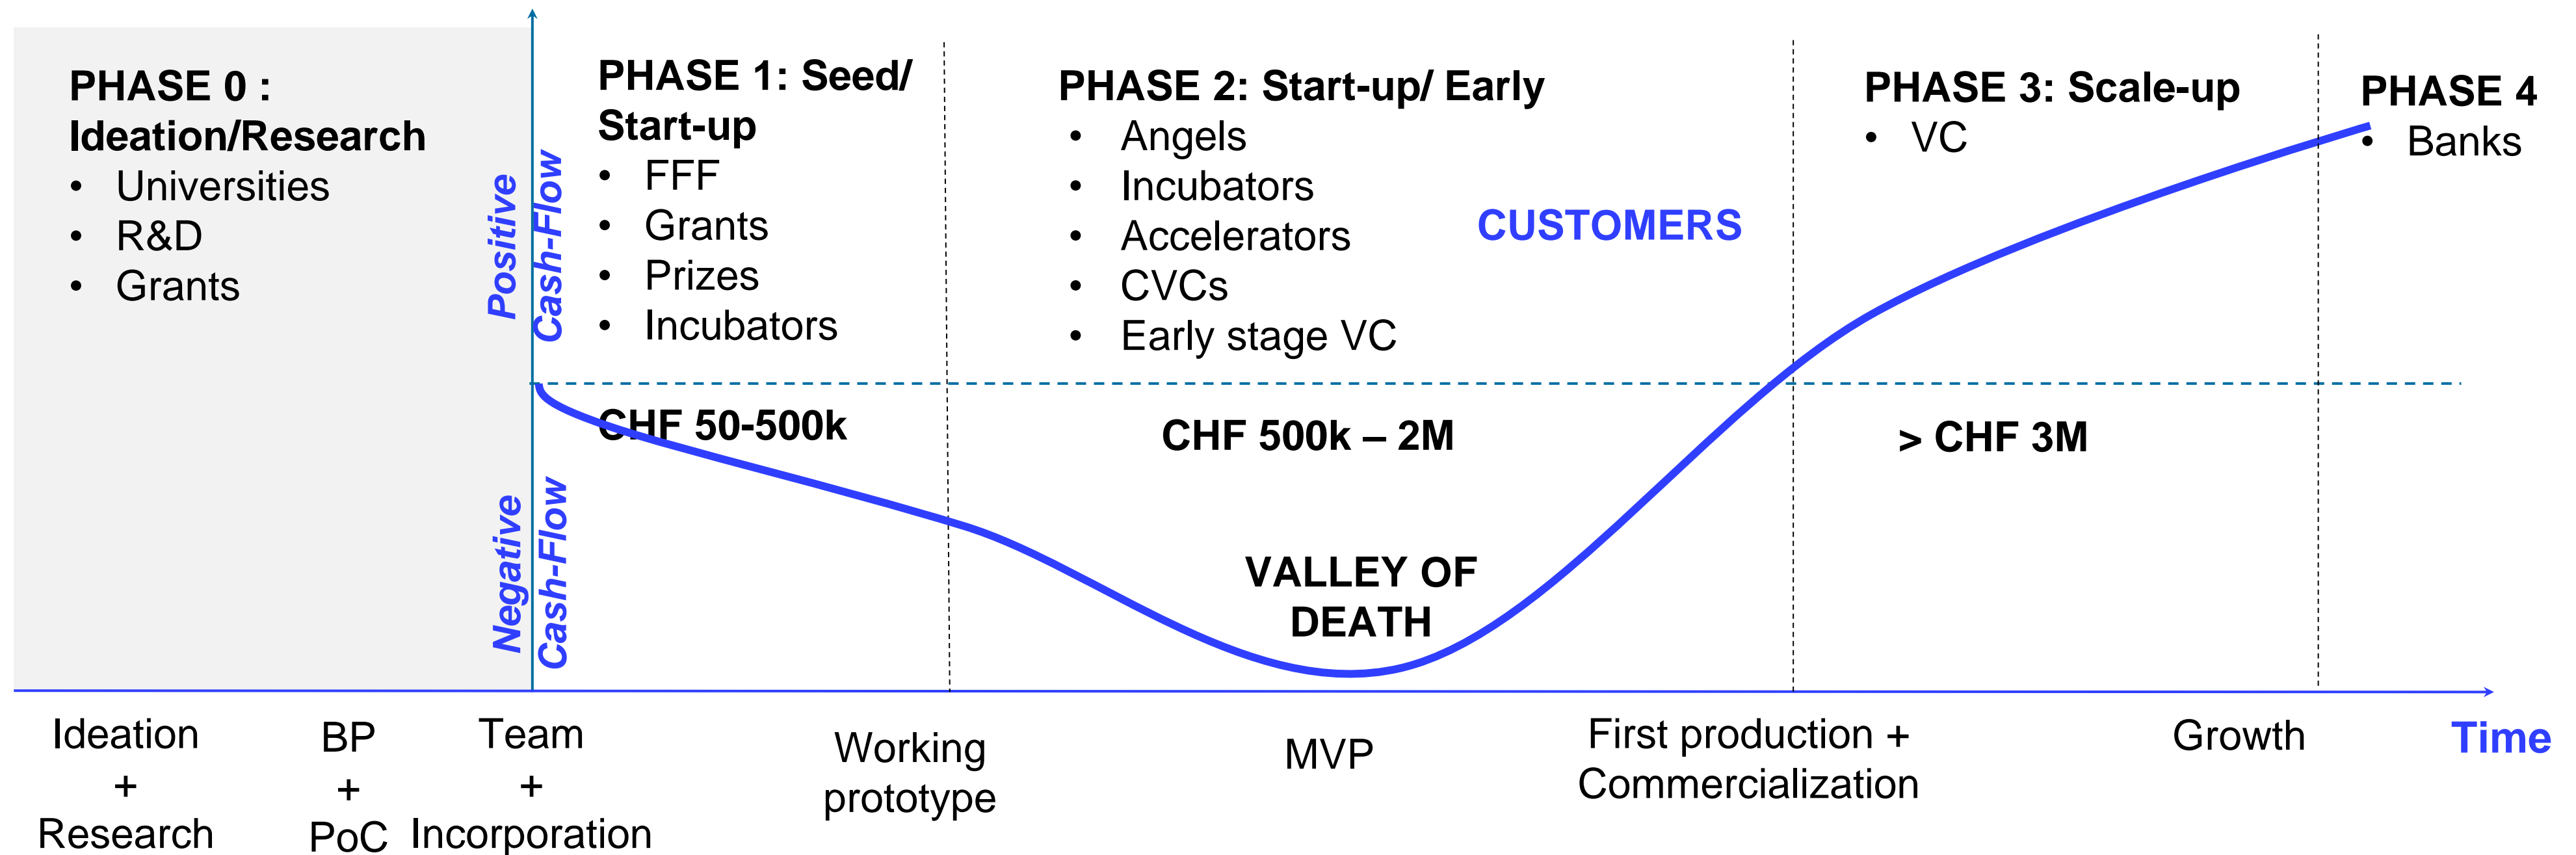 PHASE 0 :
Ideation/Research
• Universities
• R&D
• Grants
Positive
Cash-Flow
Negative
Cash-Flow
PHASE 1: Seed/
Start-up
• FFF
• Grants
• Prizes
• Incubators
CHF 50-500k
PHASE 2: Start-up/ Early
• Angels
• Incubators
• Accelerators
• CVCs
• Early stage VC
CUSTOMERS
CHF 500k – 2M
VALLEY OF
DEATH
PHASE 3: Scale-up
• VC
> CHF 3M
PHASE 4
• Banks
Ideation
+
Research
BP
+
PoC
Team
+
Incorporation
Working
prototype
MVP
First production +
Commercialization
Growth
Time